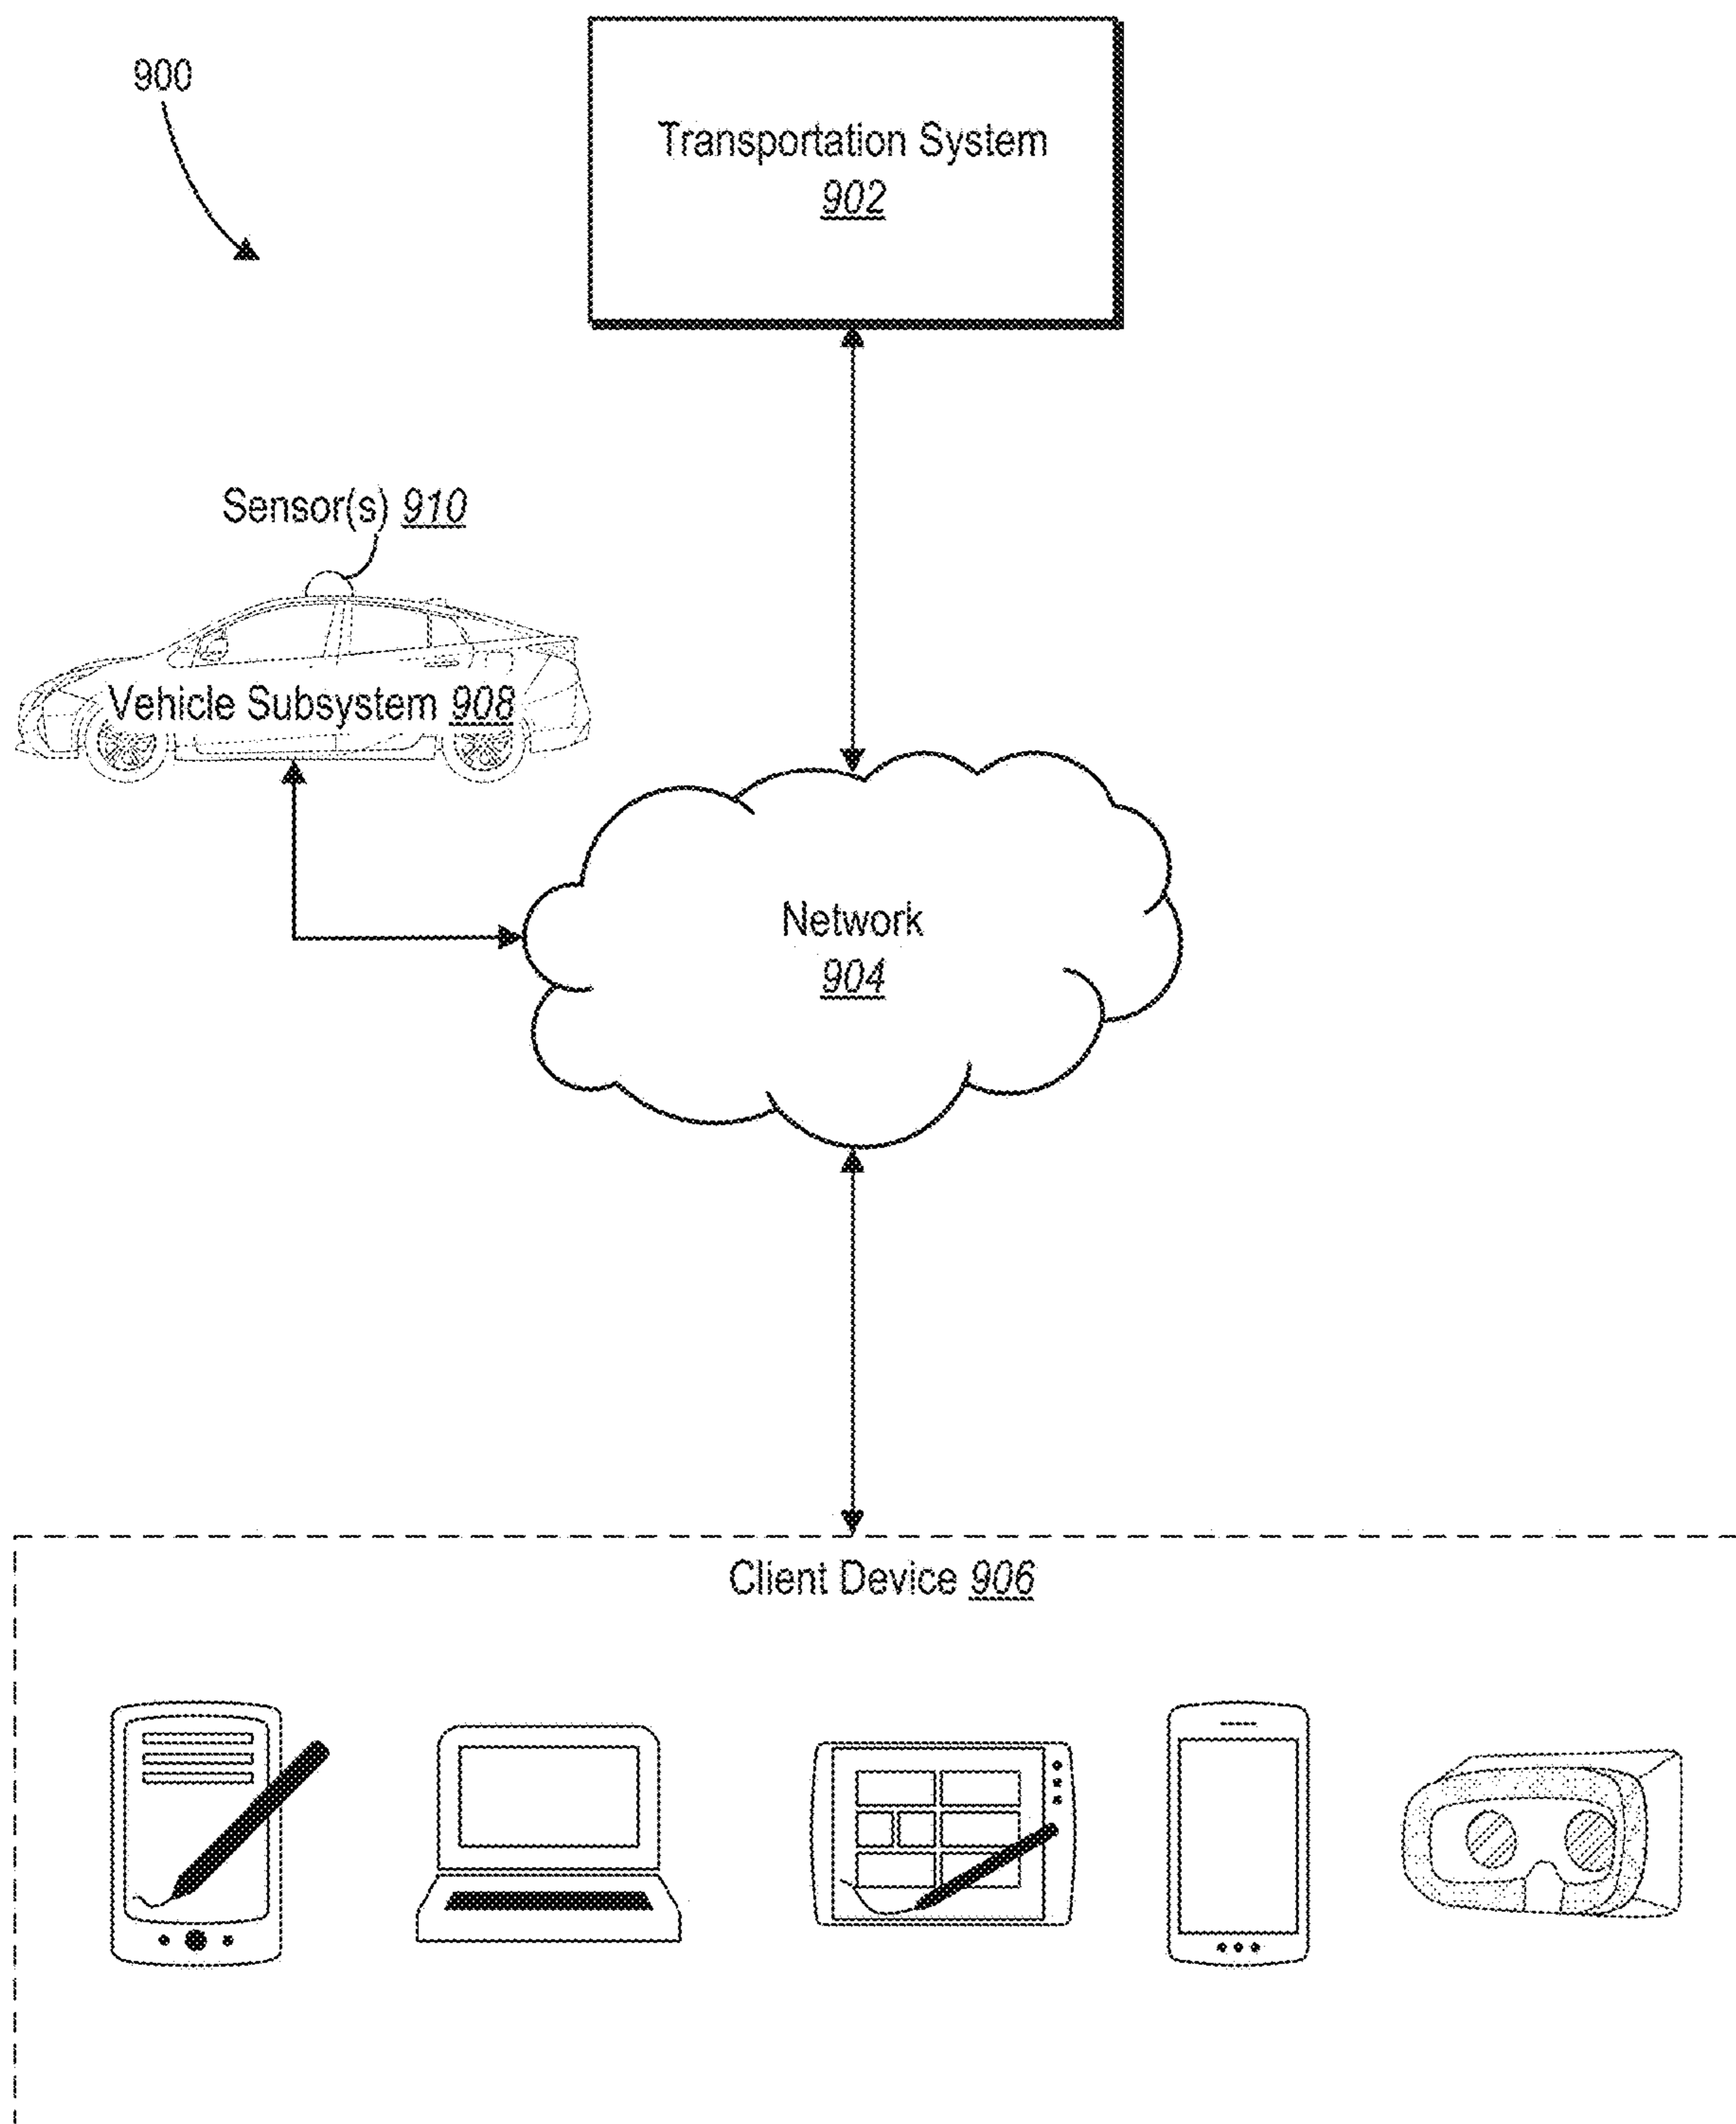 900
Transportation System
902
Sensor(s) 910
Vehicle Subsystem 908
Network
904
Client Device 906